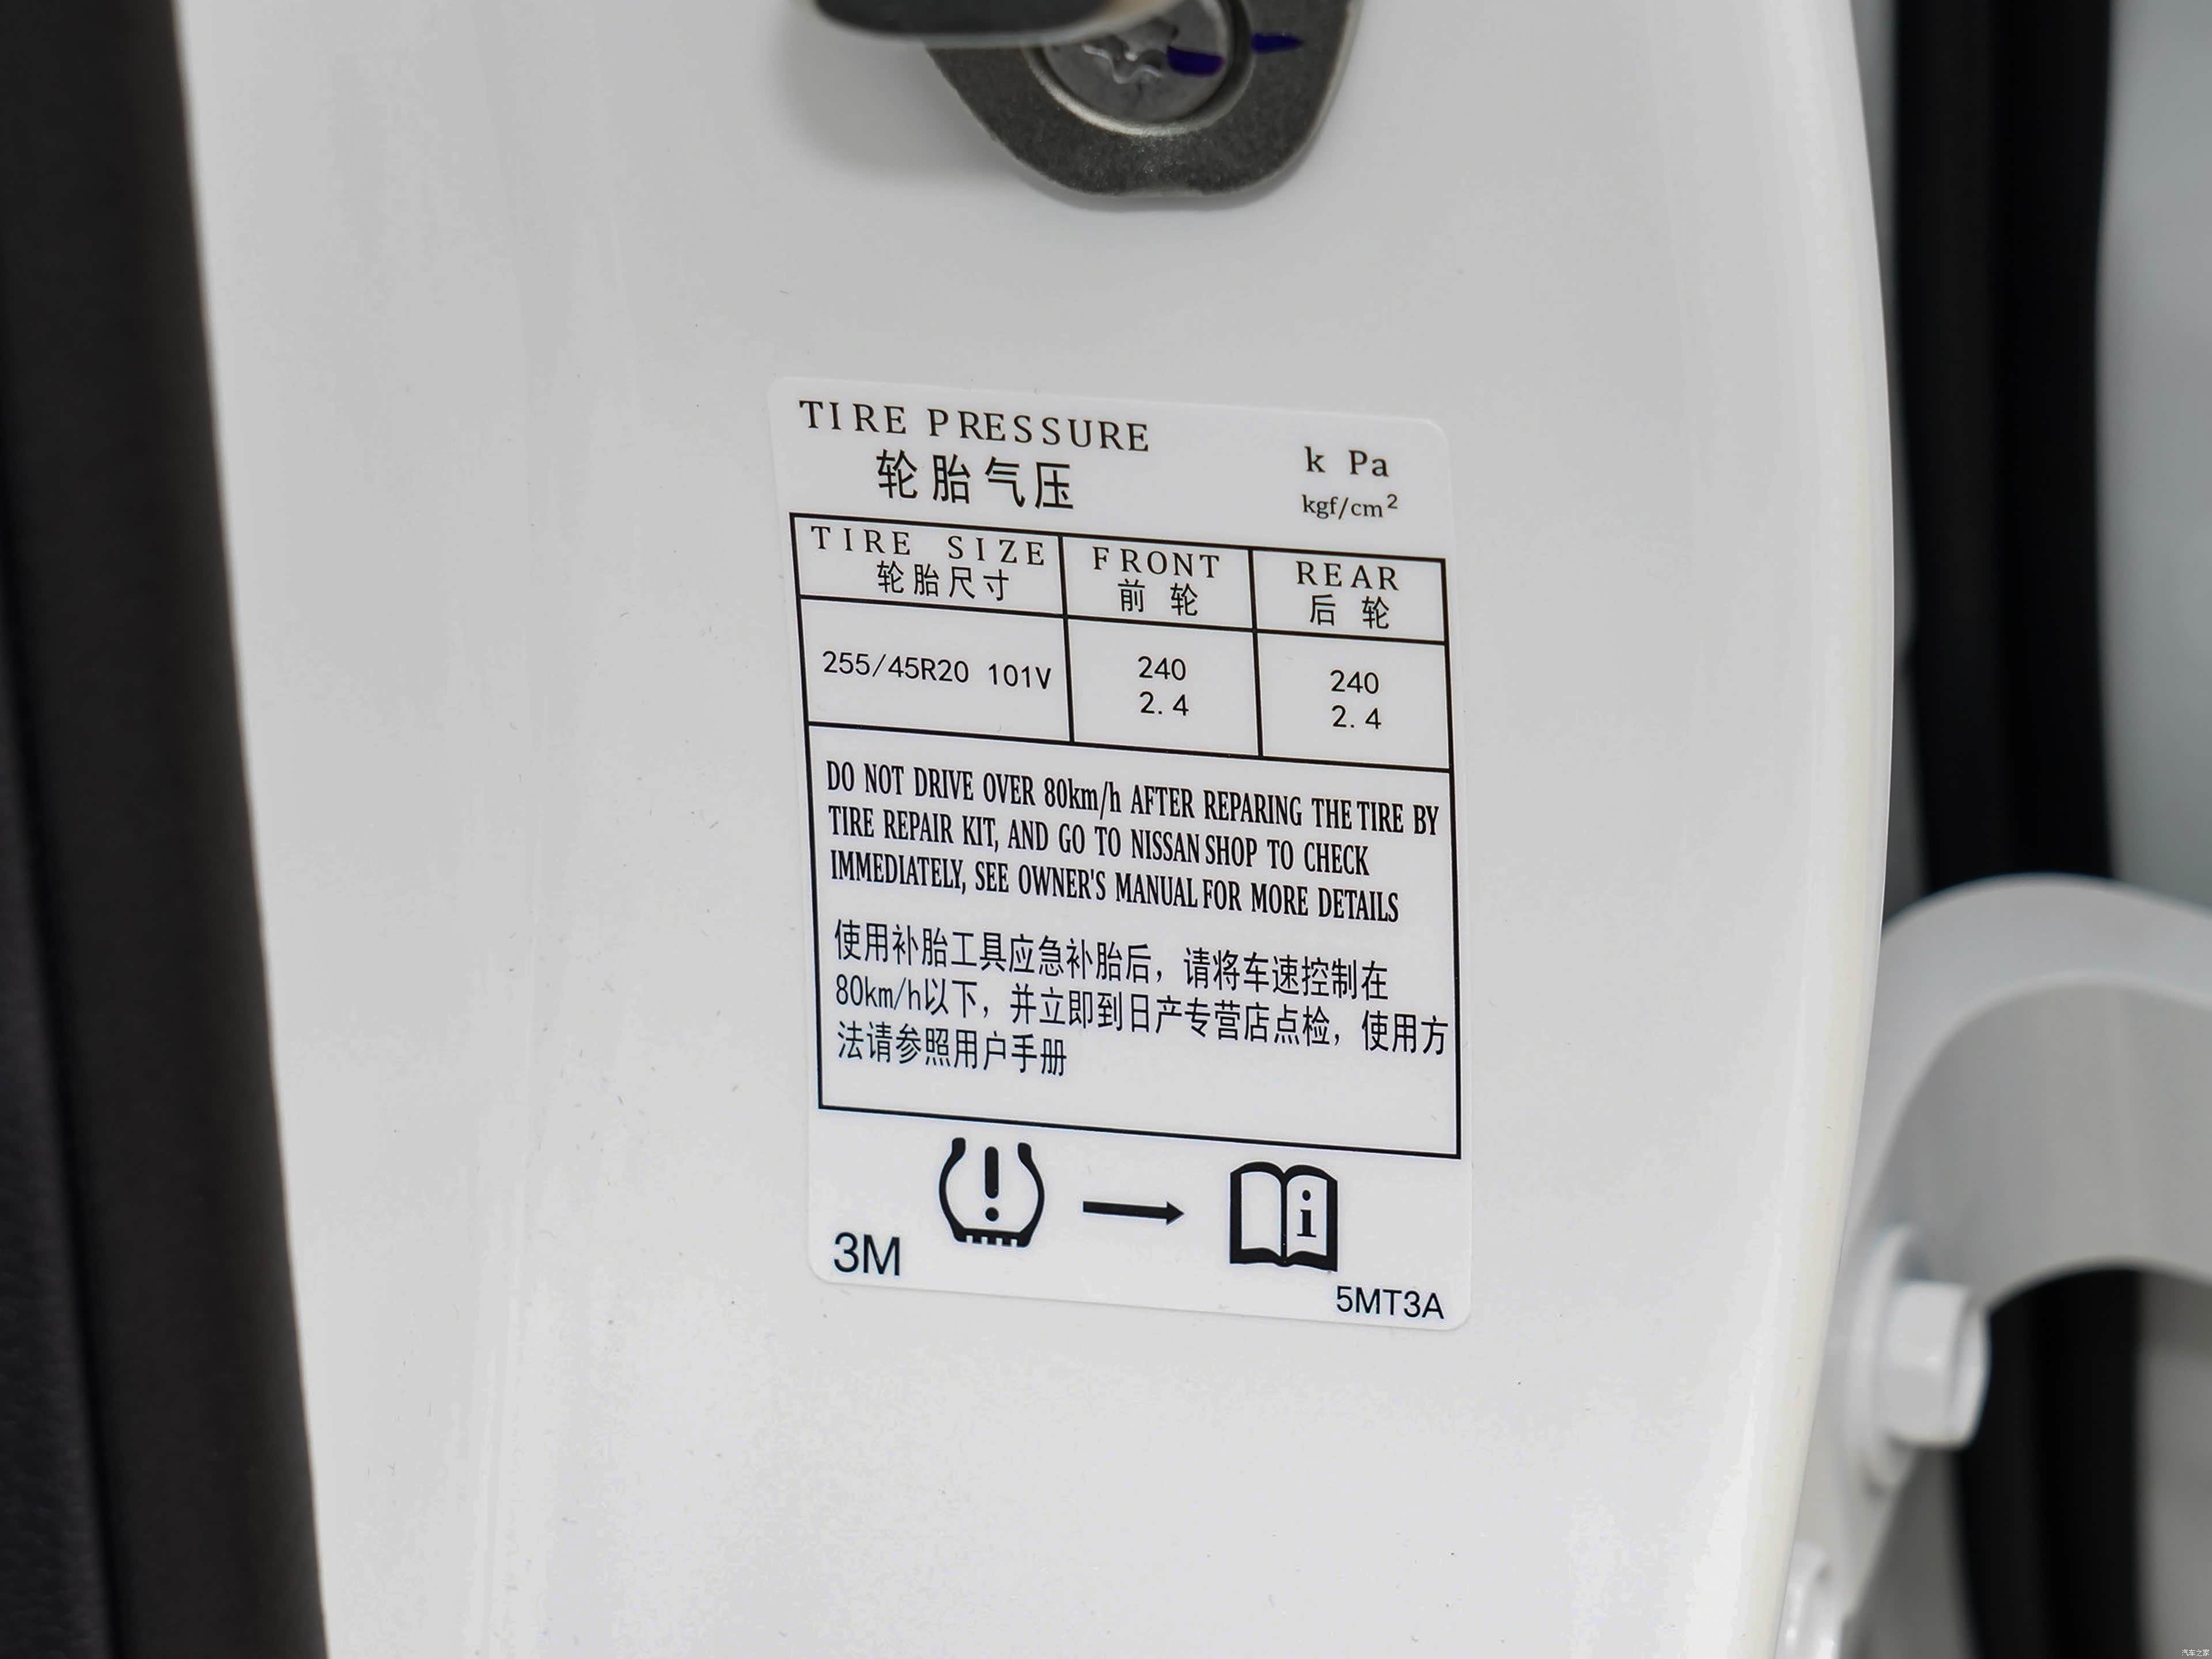 TIRE PRESSURE
轮胎气压
k Pa
kgf/cm²
TIRE SIZE
轮胎尺寸
FRONT
前 轮
REAR
后 轮
255/45R20 101V
240
2.4
240
2.4
DO NOT DRIVE OVER 80km/h AFTER REPARING THE TIRE BY
TIRE REPAIR KIT, AND GO TO NISSAN SHOP TO CHECK
IMMEDIATELY, SEE OWNER'S MANUAL FOR MORE DETAILS
使用补胎工具应急补胎后，请将车速控制在
80km/h以下，并立即到日产专营店点检，使用方
法请参照用户手册
3M
5MT3A
汽车之家